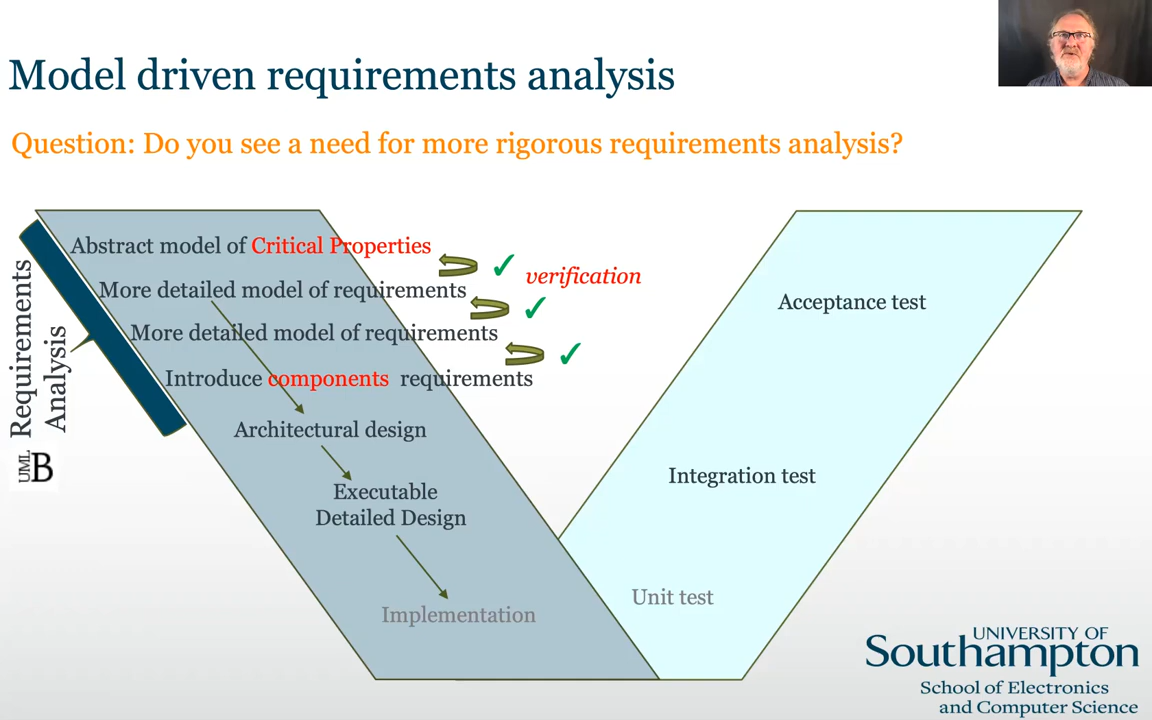 Model driven requirements analysis
Question: Do you see a need for more rigorous requirements analysis?
Requirements
Analysis
UML
B
Abstract model of Critical Properties
verification
More detailed model of requirements
More detailed model of requirements
Introduce components requirements
Architectural design
Executable
Detailed Design
Implementation
Acceptance test
Integration test
Unit test
UNIVERSITY OF
Southampton
School of Electronics
and Computer Science